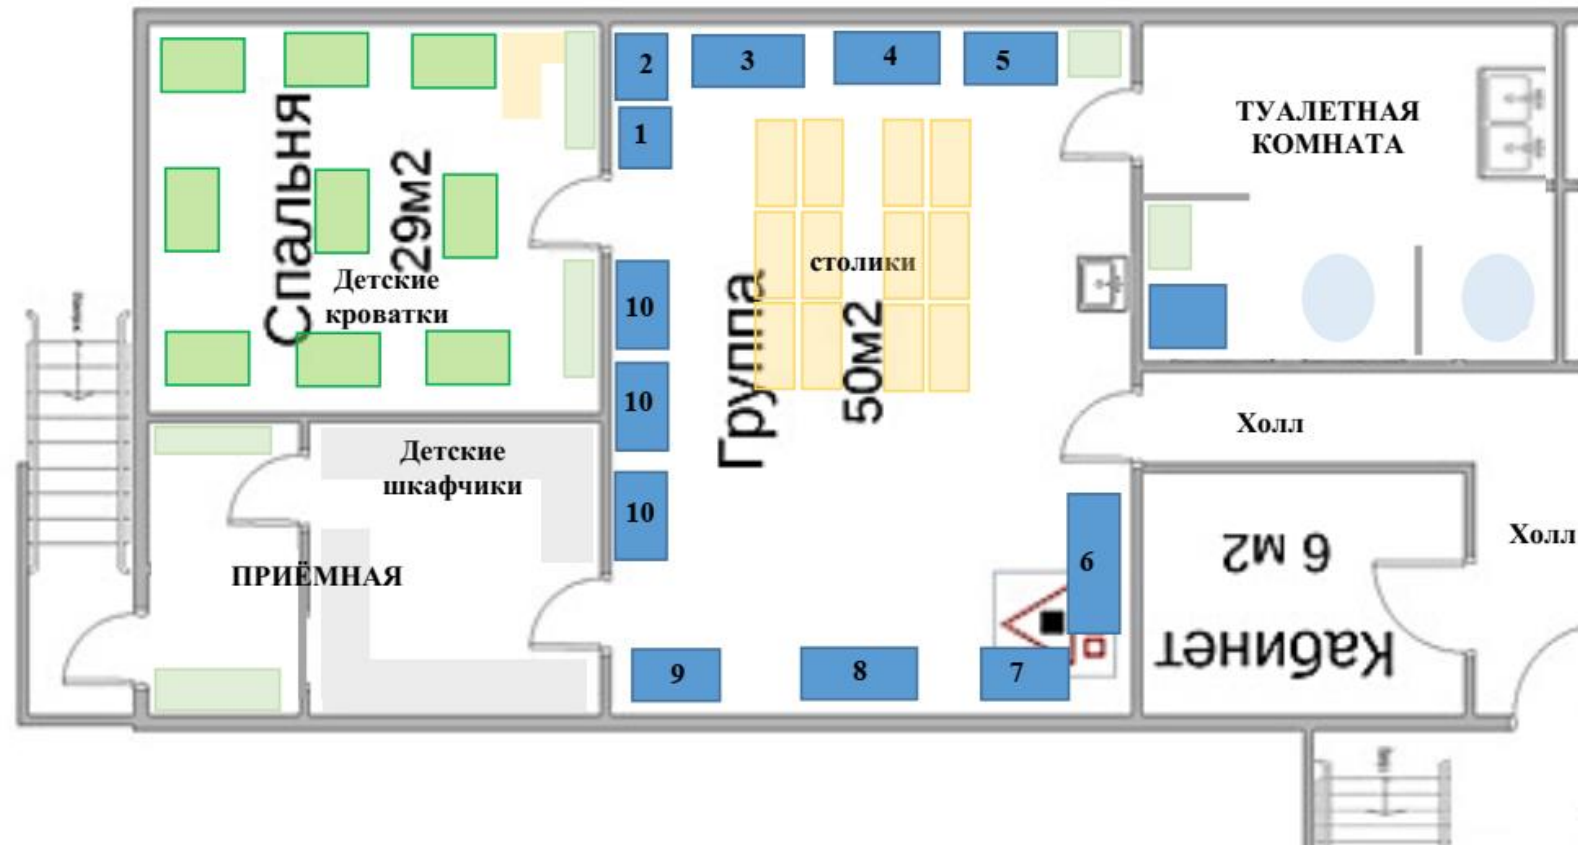 2
3
4
5
1
ТУАЛЕТНАЯ
КОМНАТА
Спальня
29м2
Детские
кроватки
столики
Группа
50м2
10
10
10
Холл
Детские
шкафчики
ПРИЁМНАЯ
6
6 м2
Кабинет
Холл
9
8
7